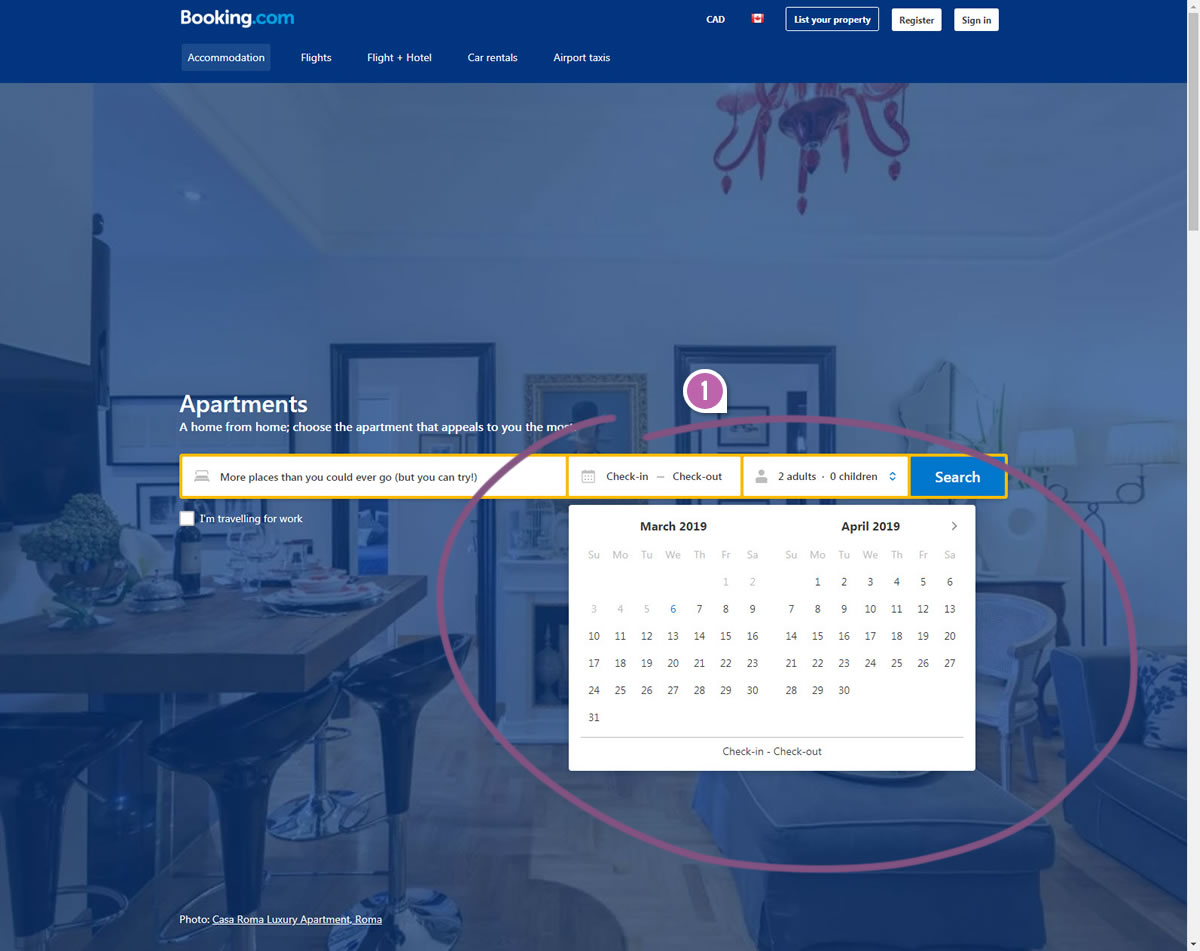 Booking.com
CAD
List your property
Register
Sign in
Accommodation
Flights
Flight + Hotel
Car rentals
Airport taxis
1
Apartments
A home from home; choose the apartment that appeals to you the most.
More places than you could ever go (but you can try!)
Check-in — Check-out
2 adults · 0 children
Search
I'm travelling for work
March 2019
Su Mo Tu We Th Fr Sa
1 2
3 4 5 6 7 8 9
10 11 12 13 14 15 16
17 18 19 20 21 22 23
24 25 26 27 28 29 30
31
April 2019
Su Mo Tu We Th Fr Sa
1 2 3 4 5 6
7 8 9 10 11 12 13
14 15 16 17 18 19 20
21 22 23 24 25 26 27
28 29 30
Check-in - Check-out
Photo: Casa Roma Luxury Apartment, Roma